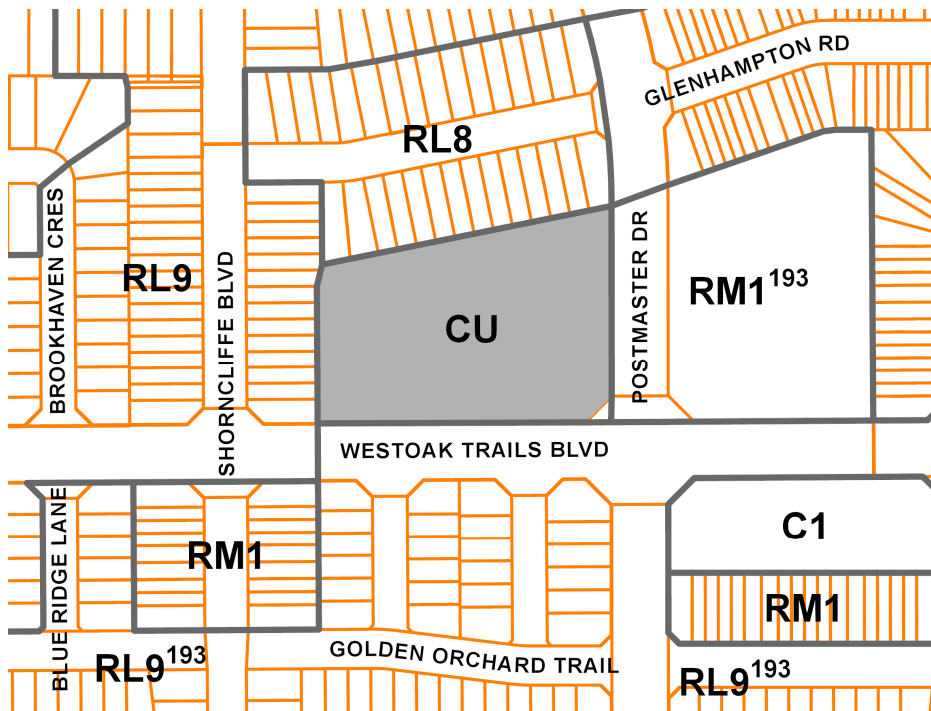 GLENHAMPTON RD
RL8
BROOKHAVEN CRES
RL9
SHORNCLIFFE BLVD
CU
POSTMASTER DR
RM1193
WESTOAK TRAILS BLVD
BLUE RIDGE LANE
RM1
C1
RM1
RL9193
GOLDEN ORCHARD TRAIL
RL9193